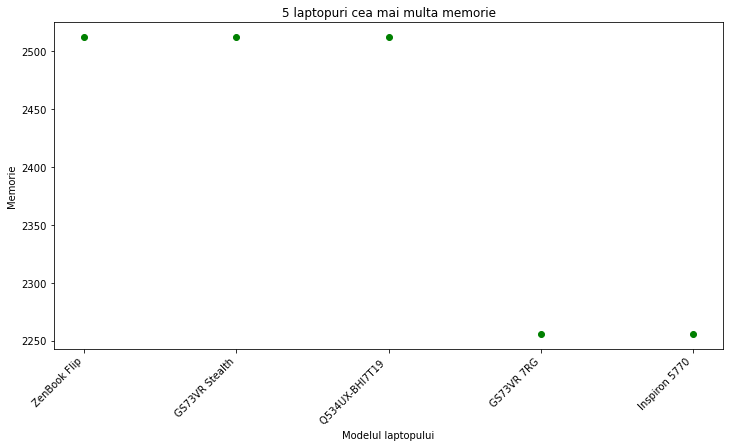 5 laptopuri cea mai multa memorie
2500
2450
2400
2350
2300
2250
Memorie
ZenBook Flip
GS73VR Stealth
Q534UX-BHI7T19
GS73VR 7RG
Inspiron 5770
Modelul laptopului